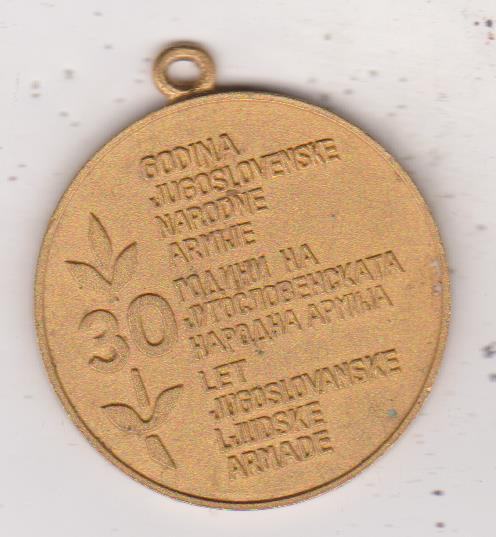 GODINA
JUGOSLOVENSKE
NARODNE
ARMIJE
30
ГОДИНИ НА
ЈУГОСЛОВЕНСКАТА
НАРОДНА АРМИЈА
LET
JUGOSLOVANSKE
LJUDSKE
ARMADE